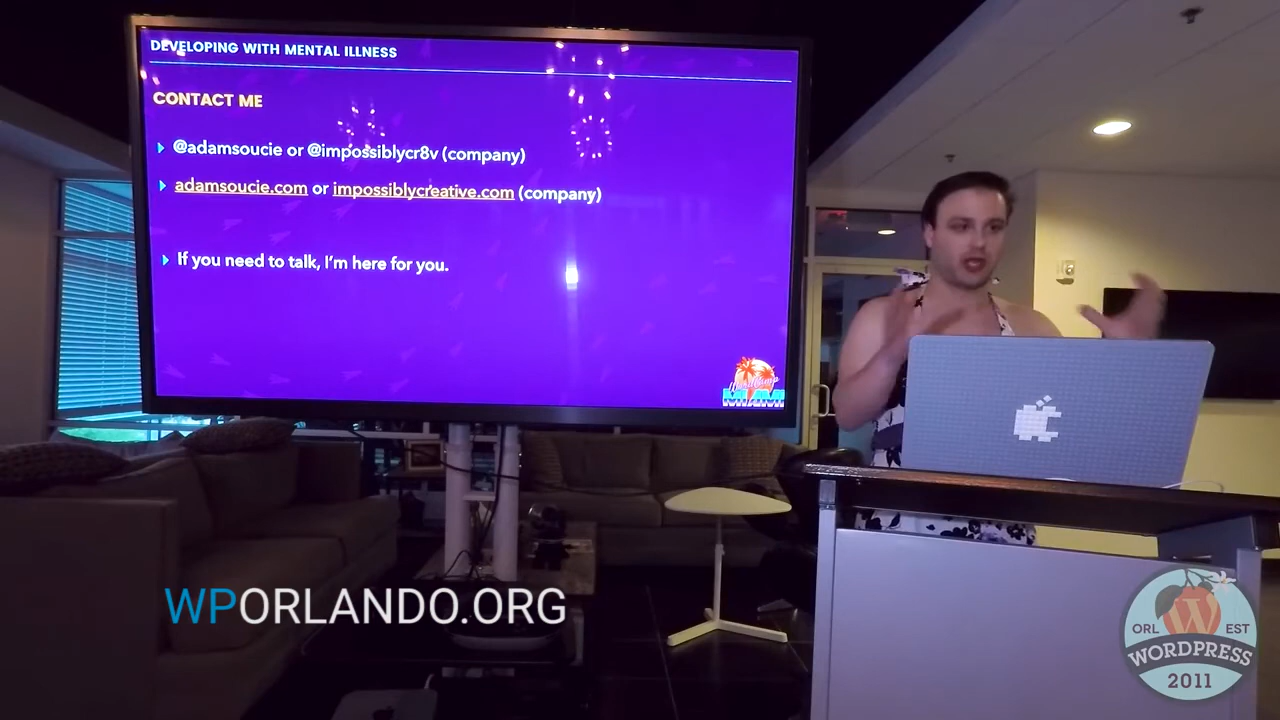 DEVELOPING WITH MENTAL ILLNESS
CONTACT ME
@adamsoucie or @impossiblycr8v (company)
adamsoucie.com or impossiblycreative.com (company)
If you need to talk, I'm here for you.
WordCamp
MIAMI
WPORLANDO.ORG
ORL EST
WORDPRESS
2011